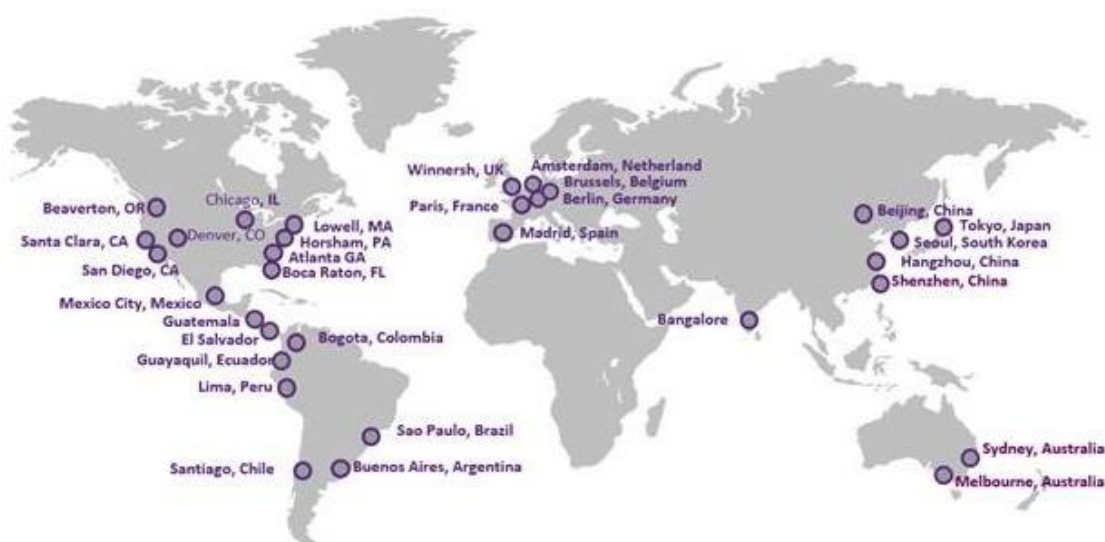 Winnersh, UK
Amsterdam, Netherland
Brussels, Belgium
Paris, France
Berlin, Germany
Madrid, Spain
Chicago, IL
Beaverton, OR
Lowell, MA
Santa Clara, CA
Denver, CO
Horsham, PA
Atlanta GA
San Diego, CA
Boca Raton, FL
Mexico City, Mexico
Guatemala
El Salvador
Bogota, Colombia
Guayaquil, Ecuador
Lima, Peru
Sao Paulo, Brazil
Santiago, Chile
Buenos Aires, Argentina
Beijing, China
Tokyo, Japan
Seoul, South Korea
Hangzhou, China
Shenzhen, China
Bangalore
Sydney, Australia
Melbourne, Australia